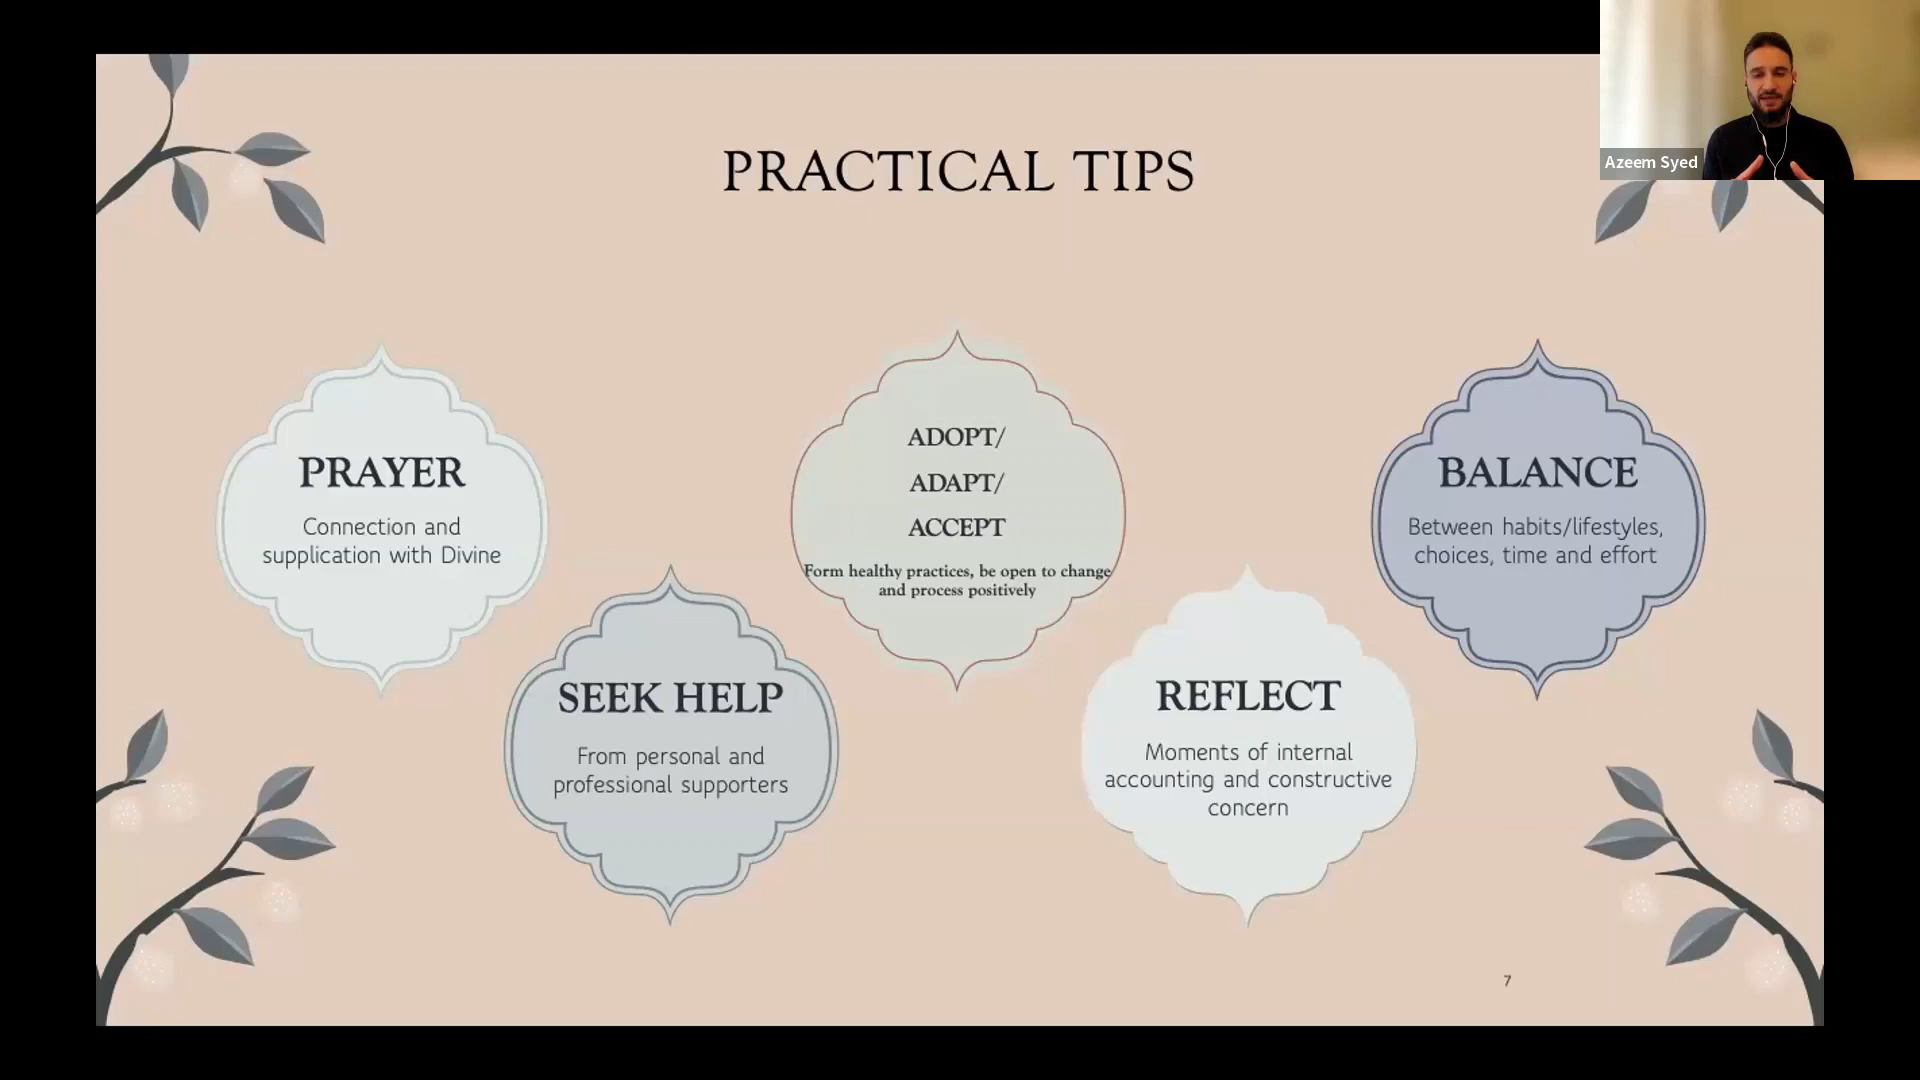 Azeem Syed
PRACTICAL TIPS
PRAYER
Connection and
supplication with Divine
SEEK HELP
From personal and
professional supporters
ADOPT/
ADAPT/
ACCEPT
Form healthy practices, be open to change
and process positively
REFLECT
Moments of internal
accounting and constructive
concern
BALANCE
Between habits/lifestyles,
choices, time and effort
7